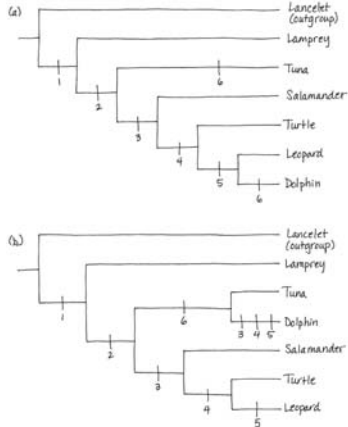 (a)
Lancelet
(outgroup)
Lamprey
1
Tuna
6
2
Salamander
3
Turtle
4
Leopard
5
Dolphin
6
(b)
Lancelet
(outgroup)
Lamprey
1
Tuna
6
Dolphin
3 4 5
2
Salamander
3
Turtle
4
Leopard
5